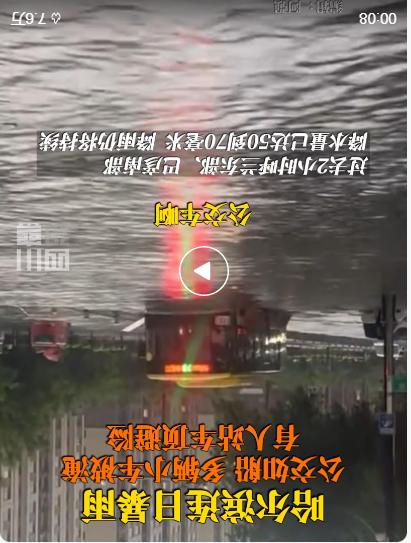 哈尔滨连日暴雨
公交如船 多辆小车被淹
有人站车顶避险
公交车啊
过去2小时呼兰东部、巴彦南部
降水量已达50到70毫米 降雨仍将持续
00:08
7.6万